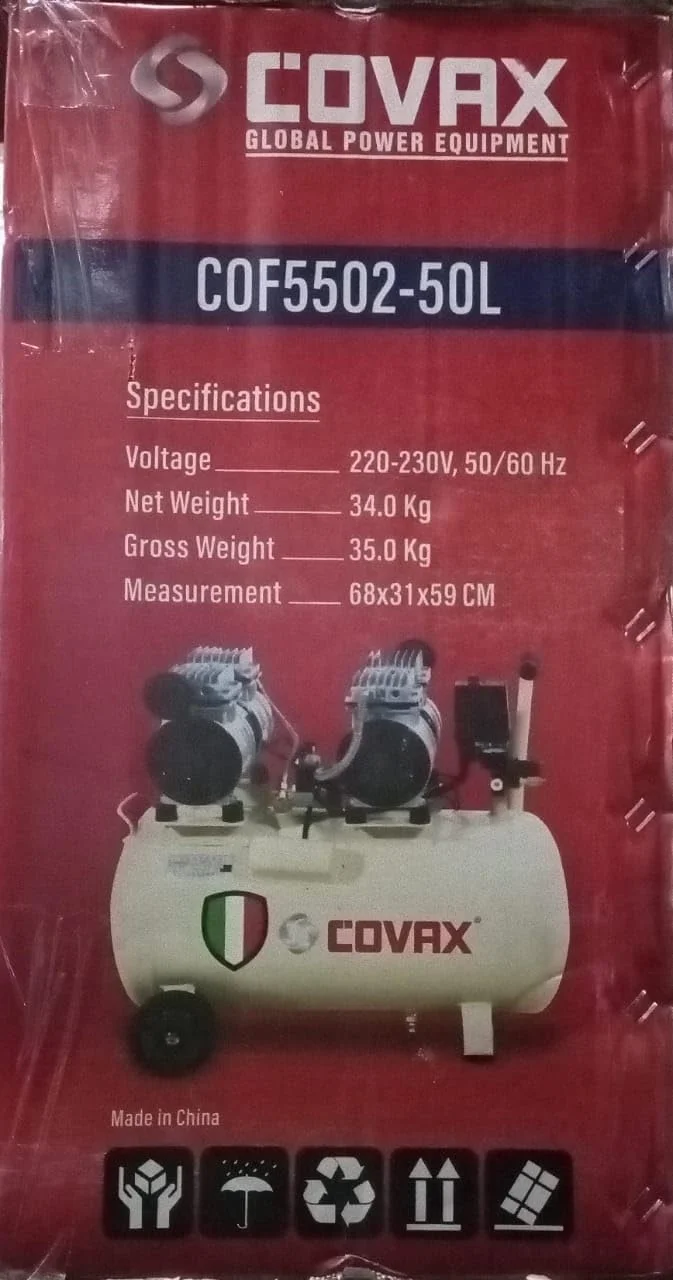 COVAX
GLOBAL POWER EQUIPMENT
COF5502-50L
Specifications
Voltage 220-230V, 50/60 Hz
Net Weight 34.0 Kg
Gross Weight 35.0 Kg
Measurement 68x31x59 CM
COVAX
Made in China